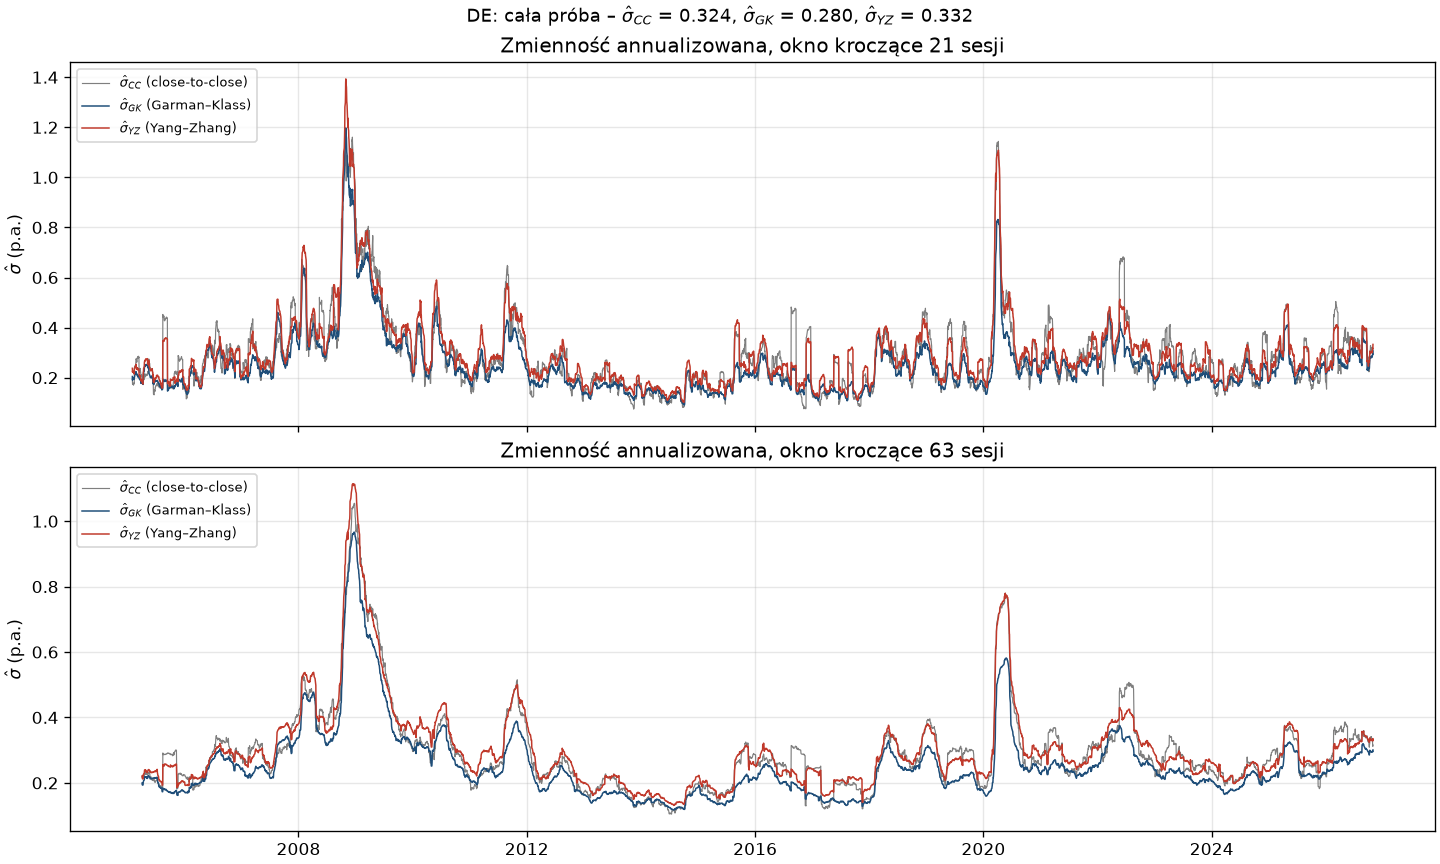 DE: cała próba – σ̂CC = 0.324, σ̂GK = 0.280, σ̂YZ = 0.332
Zmienność annualizowana, okno kroczące 21 sesji
σ̂CC (close-to-close)
σ̂GK (Garman–Klass)
σ̂YZ (Yang–Zhang)
σ̂ (p.a.)
1.4
1.2
1.0
0.8
0.6
0.4
0.2
Zmienność annualizowana, okno kroczące 63 sesji
σ̂CC (close-to-close)
σ̂GK (Garman–Klass)
σ̂YZ (Yang–Zhang)
σ̂ (p.a.)
1.0
0.8
0.6
0.4
0.2
2008 2012 2016 2020 2024